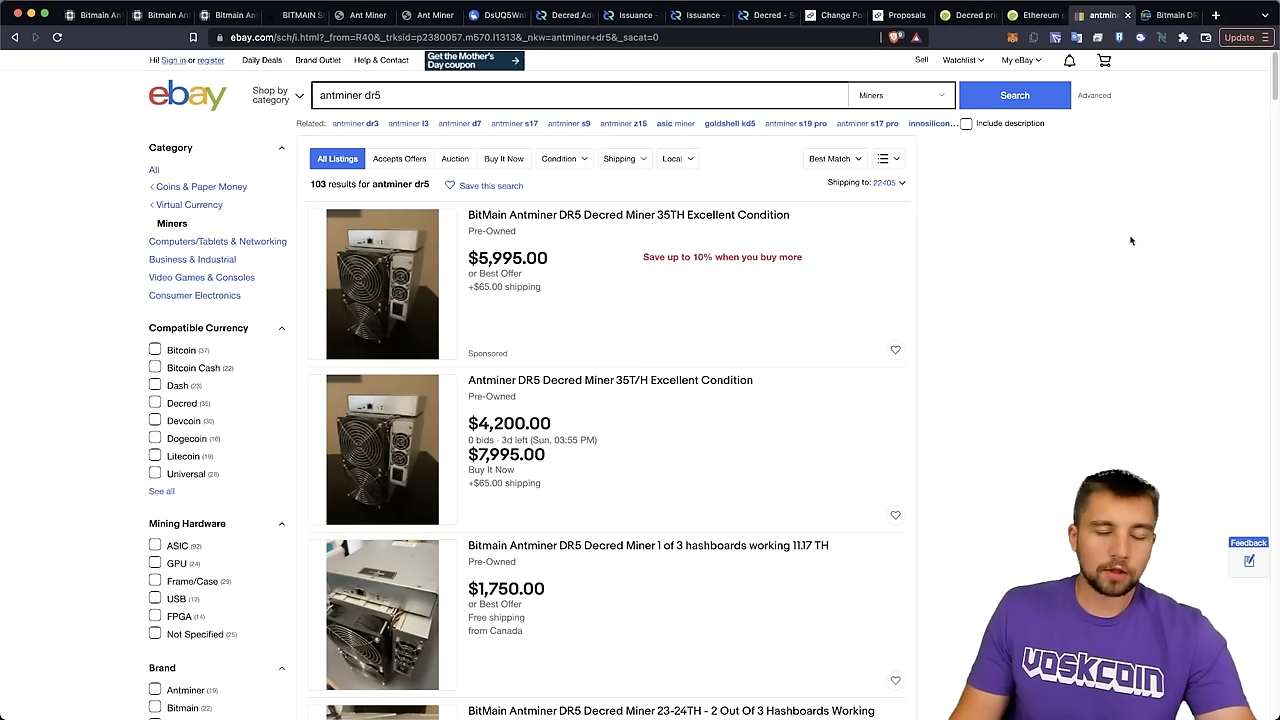 Bitmain An
Bitmain Ant
Bitmain Ant
BITMAIN S
Ant Miner
Ant Miner
DsUQ5Wn
Decred Ad
Issuance
Issuance
Decred - S
Change Po
Proposals
Decred pri
Ethereum
antmin
Bitmain DR
ebay.com/sch/i.html?_from=R40&_trksid=p2380057.m570.l1313&_nkw=antminer+dr5&_sacat=0
Update
Hi! Sign in or register
Daily Deals
Brand Outlet
Help & Contact
Get the Mother's
Day coupon
Sell
Watchlist
My eBay
ebay
Shop by
category
antminer dr5
Miners
Search
Advanced
Related:
antminer dr3
antminer l3
antminer d7
antminer s17
antminer s9
antminer z15
asic miner
goldshell kd5
antminer s19 pro
antminer s17 pro
innosilicon...
Include description
Category
All
Coins & Paper Money
Virtual Currency
Miners
Computers/Tablets & Networking
Business & Industrial
Video Games & Consoles
Consumer Electronics
Compatible Currency
Bitcoin (37)
Bitcoin Cash (22)
Dash (23)
Decred (35)
Devcoin (30)
Dogecoin (16)
Litecoin (19)
Universal (28)
See all
Mining Hardware
ASIC (92)
GPU (24)
Frame/Case (29)
USB (12)
FPGA (14)
Not Specified (25)
Brand
Antminer (19)
Bitmain (22)
All Listings
Accepts Offers
Auction
Buy It Now
Condition
Shipping
Local
Best Match
103 results for antminer dr5
Save this search
Shipping to: 22405
BitMain Antminer DR5 Decred Miner 35TH Excellent Condition
Pre-Owned
$5,995.00
or Best Offer
+$65.00 shipping
Save up to 10% when you buy more
Sponsored
Antminer DR5 Decred Miner 35T/H Excellent Condition
Pre-Owned
$4,200.00
0 bids · 3d left (Sun, 03:55 PM)
$7,995.00
Buy It Now
+$65.00 shipping
Bitmain Antminer DR5 Decred Miner 1 of 3 hashboards working 11.17 TH
Pre-Owned
$1,750.00
or Best Offer
Free shipping
from Canada
BitMain Antminer DR5 Decred Miner 23-24TH - 2 Out Of 3 Hashboards Working
Feedback
VOSKCOIN